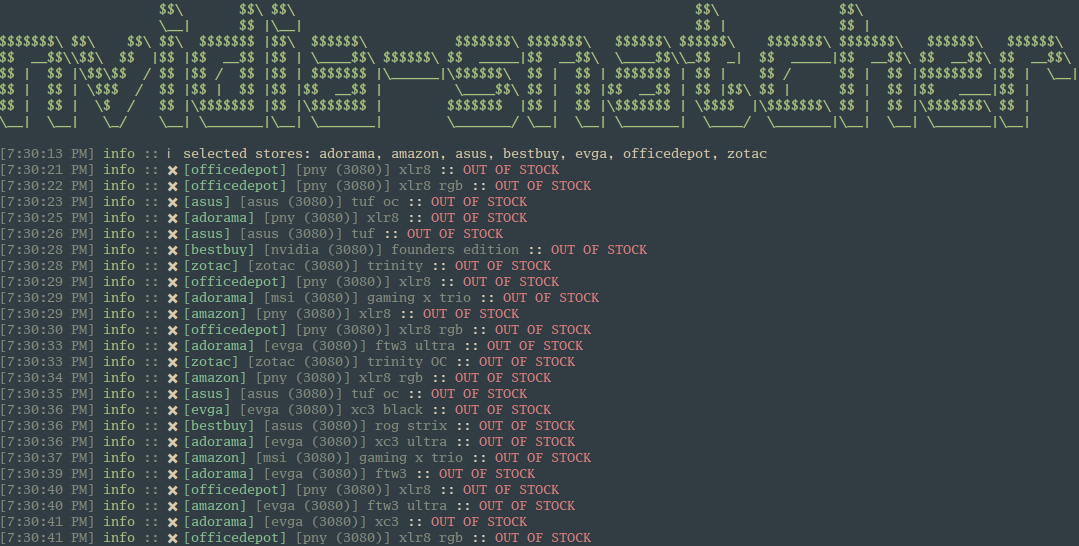 nvidia-snatcher
[7:30:13 PM] info :: ℹ selected stores: adorama, amazon, asus, bestbuy, evga, officedepot, zotac
[7:30:21 PM] info :: ✖ [officedepot] [pny (3080)] xlr8 :: OUT OF STOCK
[7:30:22 PM] info :: ✖ [officedepot] [pny (3080)] xlr8 rgb :: OUT OF STOCK
[7:30:23 PM] info :: ✖ [asus] [asus (3080)] tuf oc :: OUT OF STOCK
[7:30:25 PM] info :: ✖ [adorama] [pny (3080)] xlr8 :: OUT OF STOCK
[7:30:26 PM] info :: ✖ [asus] [asus (3080)] tuf :: OUT OF STOCK
[7:30:28 PM] info :: ✖ [bestbuy] [nvidia (3080)] founders edition :: OUT OF STOCK
[7:30:28 PM] info :: ✖ [zotac] [zotac (3080)] trinity :: OUT OF STOCK
[7:30:29 PM] info :: ✖ [officedepot] [pny (3080)] xlr8 :: OUT OF STOCK
[7:30:29 PM] info :: ✖ [adorama] [msi (3080)] gaming x trio :: OUT OF STOCK
[7:30:29 PM] info :: ✖ [amazon] [pny (3080)] xlr8 :: OUT OF STOCK
[7:30:30 PM] info :: ✖ [officedepot] [pny (3080)] xlr8 rgb :: OUT OF STOCK
[7:30:33 PM] info :: ✖ [adorama] [evga (3080)] ftw3 ultra :: OUT OF STOCK
[7:30:33 PM] info :: ✖ [zotac] [zotac (3080)] trinity OC :: OUT OF STOCK
[7:30:34 PM] info :: ✖ [amazon] [pny (3080)] xlr8 rgb :: OUT OF STOCK
[7:30:35 PM] info :: ✖ [asus] [asus (3080)] tuf oc :: OUT OF STOCK
[7:30:36 PM] info :: ✖ [evga] [evga (3080)] xc3 black :: OUT OF STOCK
[7:30:36 PM] info :: ✖ [bestbuy] [asus (3080)] rog strix :: OUT OF STOCK
[7:30:36 PM] info :: ✖ [adorama] [evga (3080)] xc3 ultra :: OUT OF STOCK
[7:30:37 PM] info :: ✖ [amazon] [msi (3080)] gaming x trio :: OUT OF STOCK
[7:30:39 PM] info :: ✖ [adorama] [evga (3080)] ftw3 :: OUT OF STOCK
[7:30:40 PM] info :: ✖ [officedepot] [pny (3080)] xlr8 :: OUT OF STOCK
[7:30:40 PM] info :: ✖ [amazon] [evga (3080)] ftw3 ultra :: OUT OF STOCK
[7:30:41 PM] info :: ✖ [adorama] [evga (3080)] xc3 :: OUT OF STOCK
[7:30:41 PM] info :: ✖ [officedepot] [pny (3080)] xlr8 rgb :: OUT OF STOCK